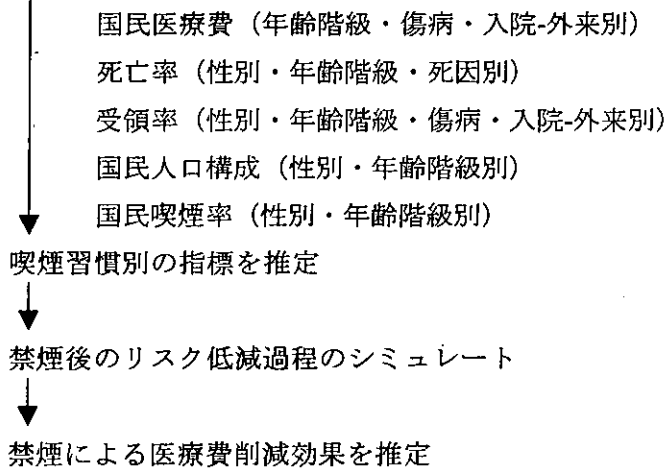 国民医療費（年齢階級・傷病・入院-外来別）
死亡率（性別・年齢階級・死因別）
受領率（性別・年齢階級・傷病・入院-外来別）
国民人口構成（性別・年齢階級別）
国民喫煙率（性別・年齢階級別）
喫煙習慣別の指標を推定
禁煙後のリスク低減過程のシミュレート
禁煙による医療費削減効果を推定